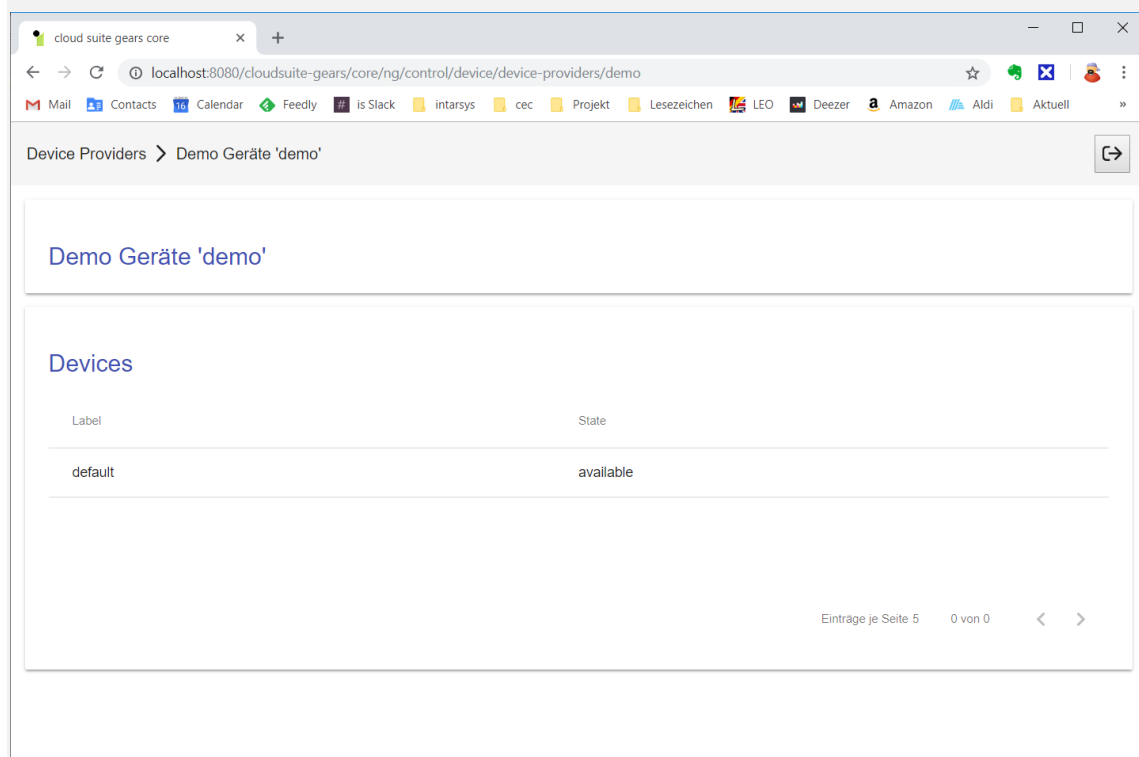 cloud suite gears core
localhost:8080/cloudsuite-gears/core/ng/control/device/device-providers/demo
Mail Contacts 16 Calendar Feedly # is Slack intarsys cec Projekt Lesezeichen LEO Deezer a Amazon Aldi Aktuell »
Device Providers Demo Geräte 'demo'
Demo Geräte 'demo'
Devices
Label State
default available
Einträge je Seite 5 0 von 0